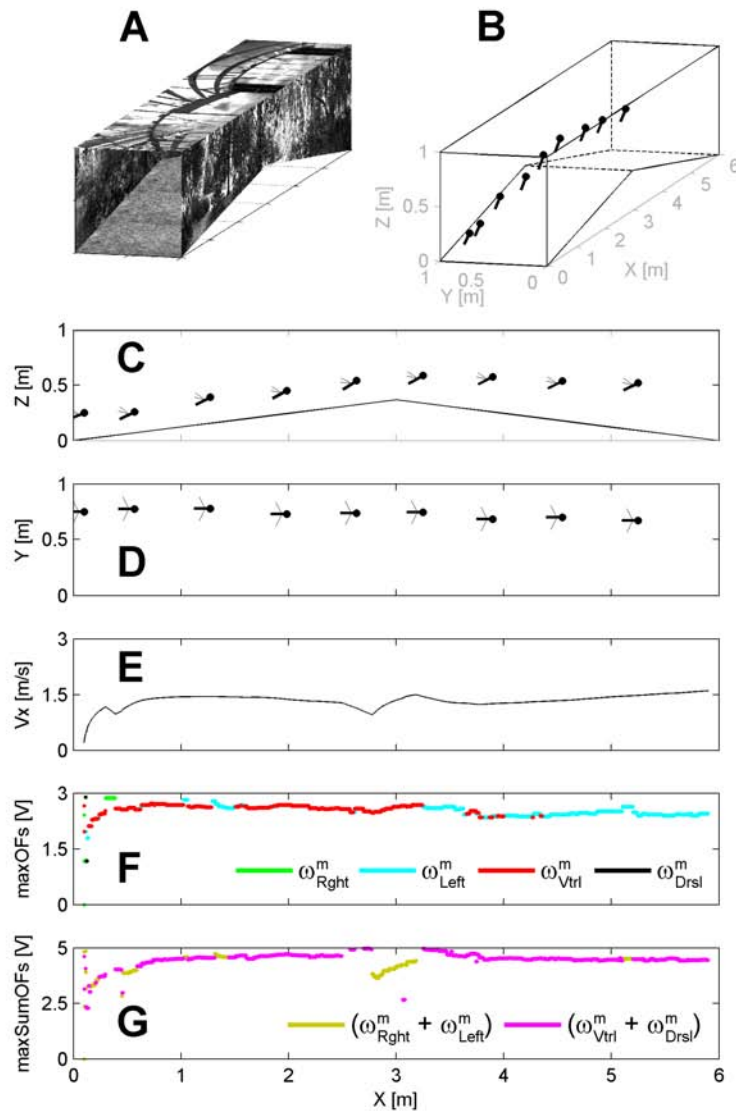 A
B
1
0.5
0
Z [m]
1
0.5
0
Y [m]
0
1
2
3
4
5
6
X [m]
C
1
0.5
0
Z [m]
D
1
0.5
0
Y [m]
E
3
1.5
0
Vx [m/s]
F
3
1.5
0
maxOFs [V]
ω^m_Rght ω^m_Left ω^m_Vtrl ω^m_Drsl
G
5
2.5
0
maxSumOFs [V]
(ω^m_Rght + ω^m_Left) (ω^m_Vtrl + ω^m_Drsl)
0 1 2 3 4 5 6
X [m]